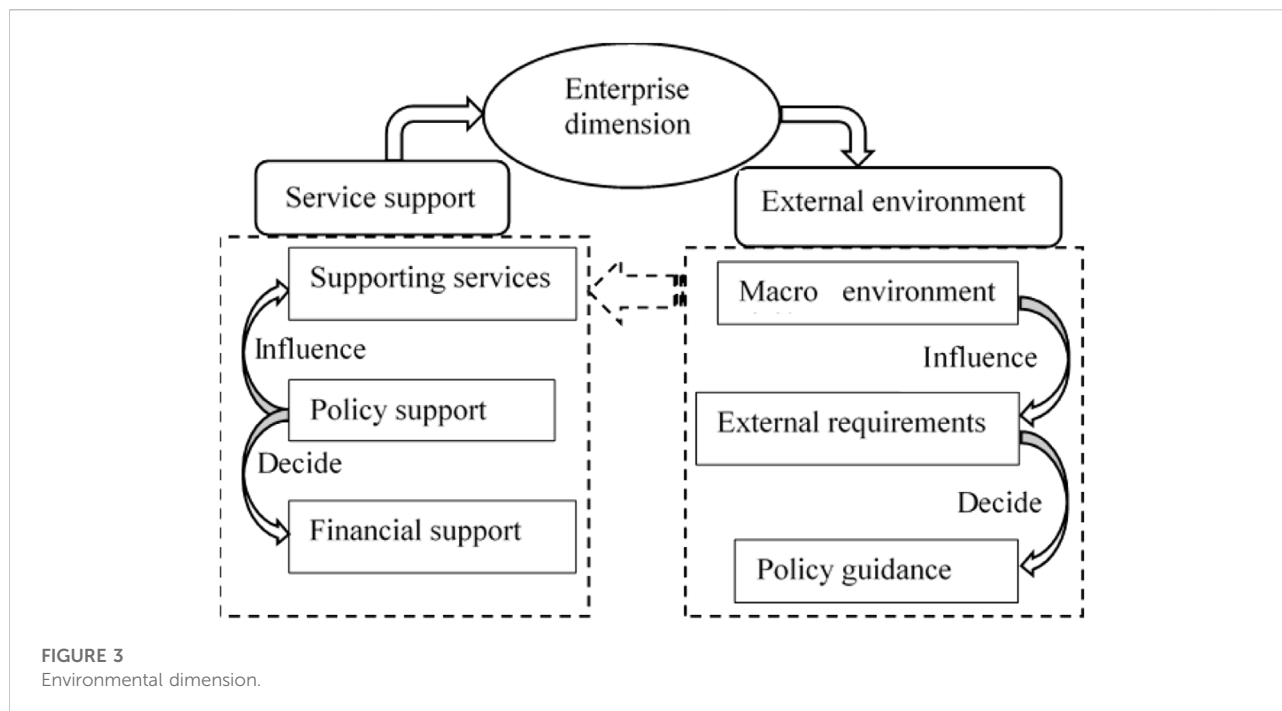 Enterprise
dimension
Service support
External environment
Supporting services
Influence
Policy support
Decide
Financial support
Macro environment
Influence
External requirements
Decide
Policy guidance
FIGURE 3
Environmental dimension.